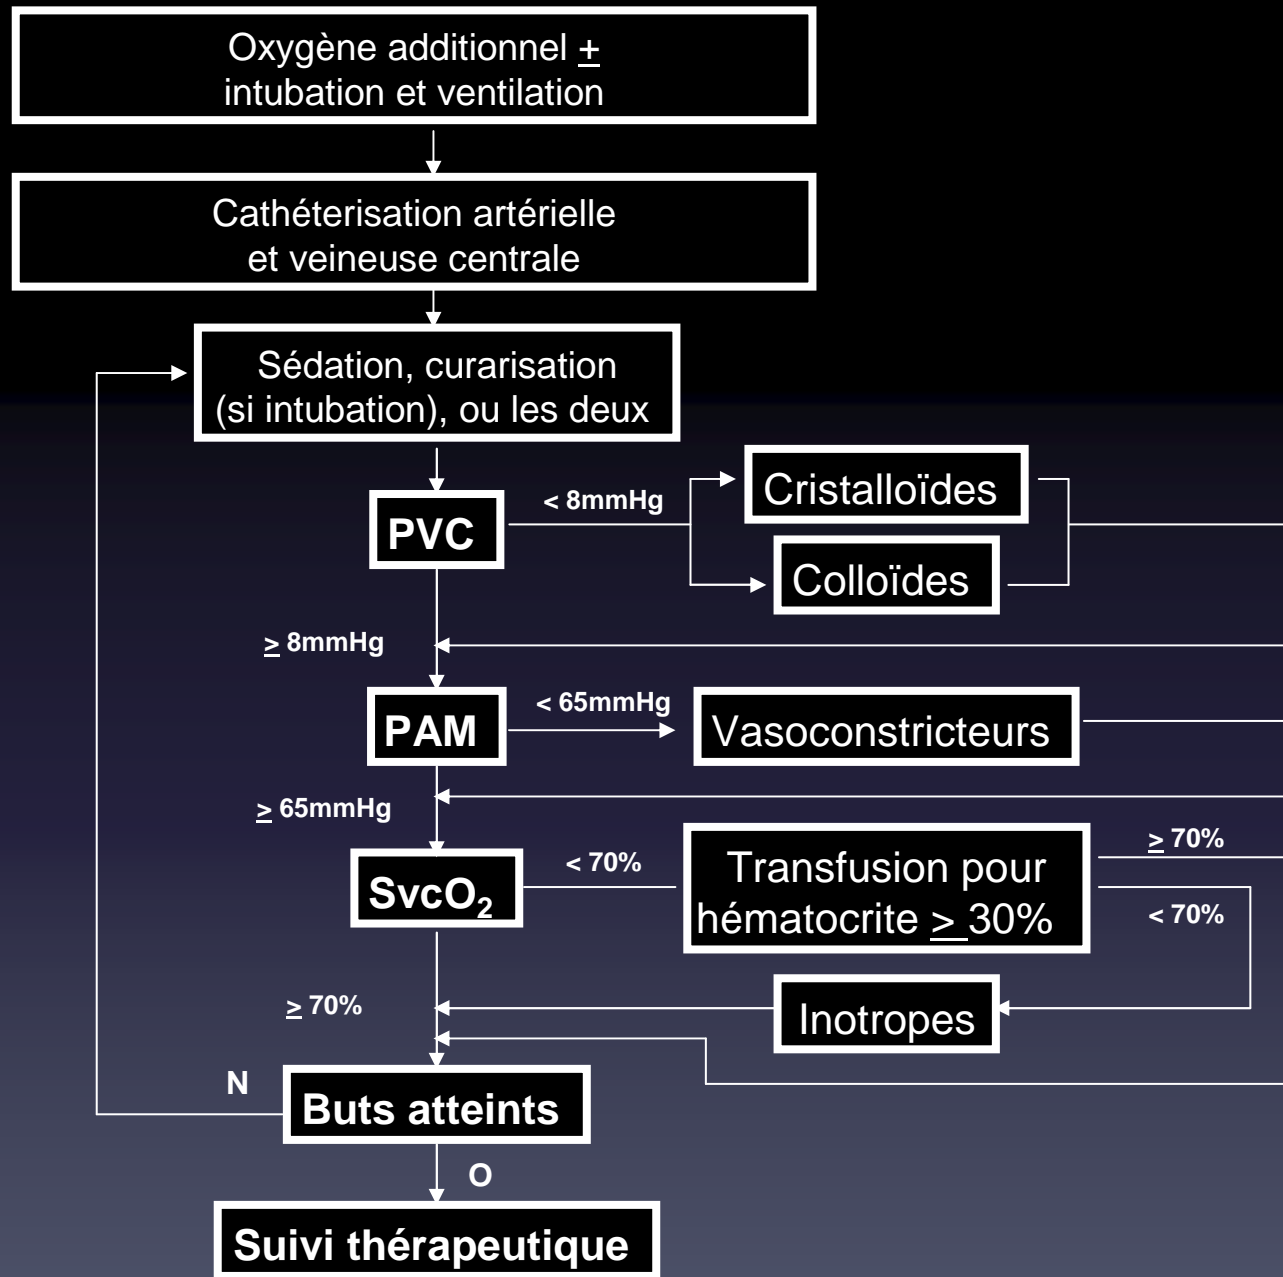 Oxygène additionnel ±
intubation et ventilation
Cathéterisation artérielle
et veineuse centrale
Sédation, curarisation
(si intubation), ou les deux
PVC
< 8mmHg
Cristalloïdes
Colloïdes
≥ 8mmHg
PAM
< 65mmHg
Vasoconstricteurs
≥ 65mmHg
SvcO₂
< 70%
Transfusion pour
hématocrite ≥ 30%
≥ 70%
< 70%
≥ 70%
Inotropes
N
Buts atteints
O
Suivi thérapeutique